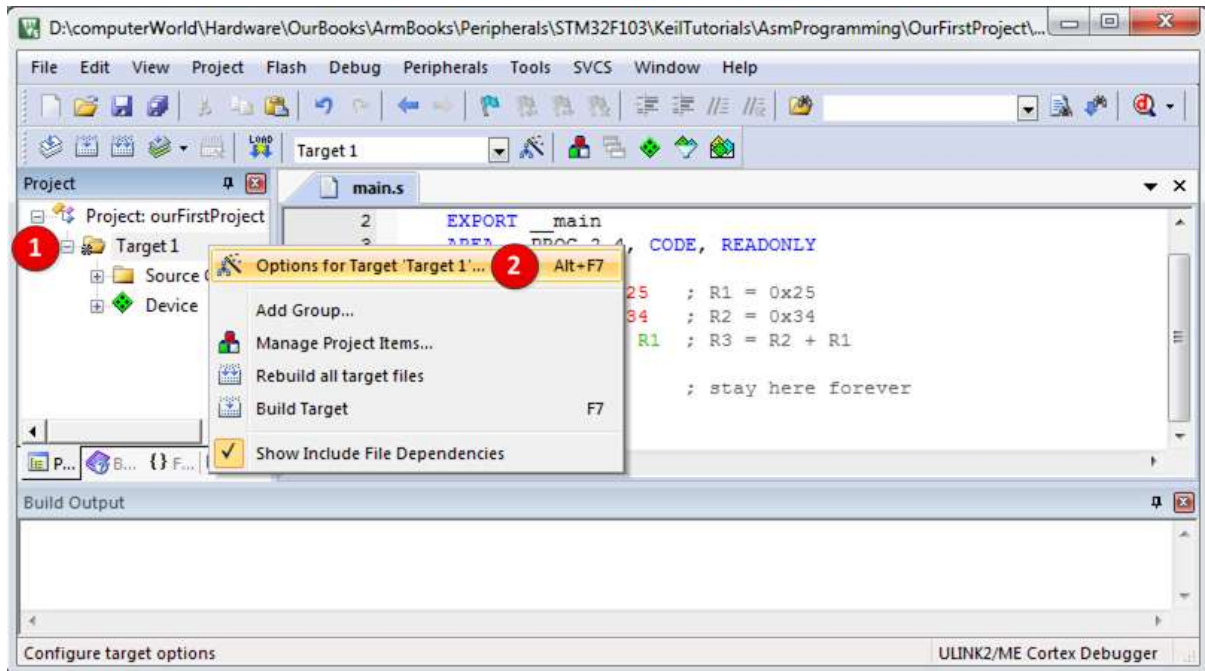 D:\computerWorld\Hardware\OurBooks\ArmBooks\Peripherals\STM32F103\KeilTutorials\AsmProgramming\OurFirstProject\...
File Edit View Project Flash Debug Peripherals Tools SVCS Window Help
LOAD Target 1
Project
main.s
Project: ourFirstProject
2 EXPORT __main
1 Target 1
CODE, READONLY
Options for Target 'Target 1'... 2 Alt+F7
Source
25 ; R1 = 0x25
Add Group...
Device
34 ; R2 = 0x34
Manage Project Items...
R1 ; R3 = R2 + R1
Rebuild all target files
; stay here forever
Build Target F7
Show Include File Dependencies
P... B... {} F...
Build Output
Configure target options
ULINK2/ME Cortex Debugger